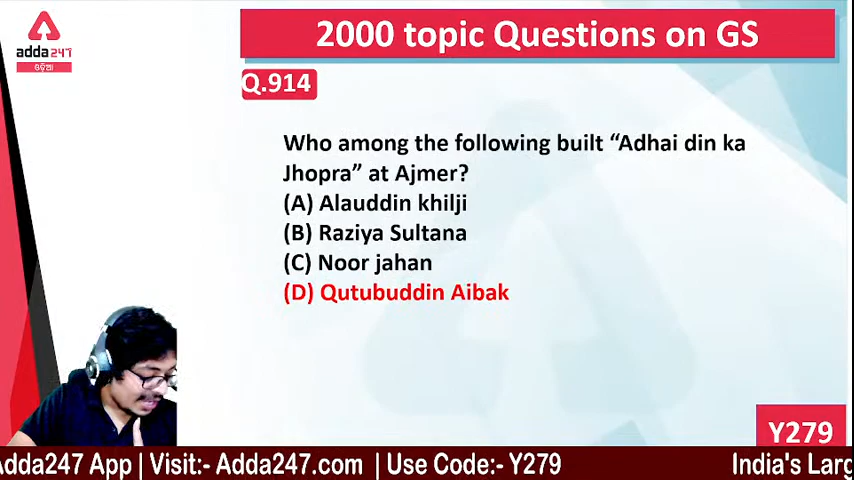 adda247
ଓଡ଼ିଆ
2000 topic Questions on GS
Q.914
Who among the following built “Adhai din ka
Jhopra” at Ajmer?
(A) Alauddin khilji
(B) Raziya Sultana
(C) Noor jahan
(D) Qutubuddin Aibak
Y279
Adda247 App | Visit:- Adda247.com | Use Code:- Y279
India's Larg